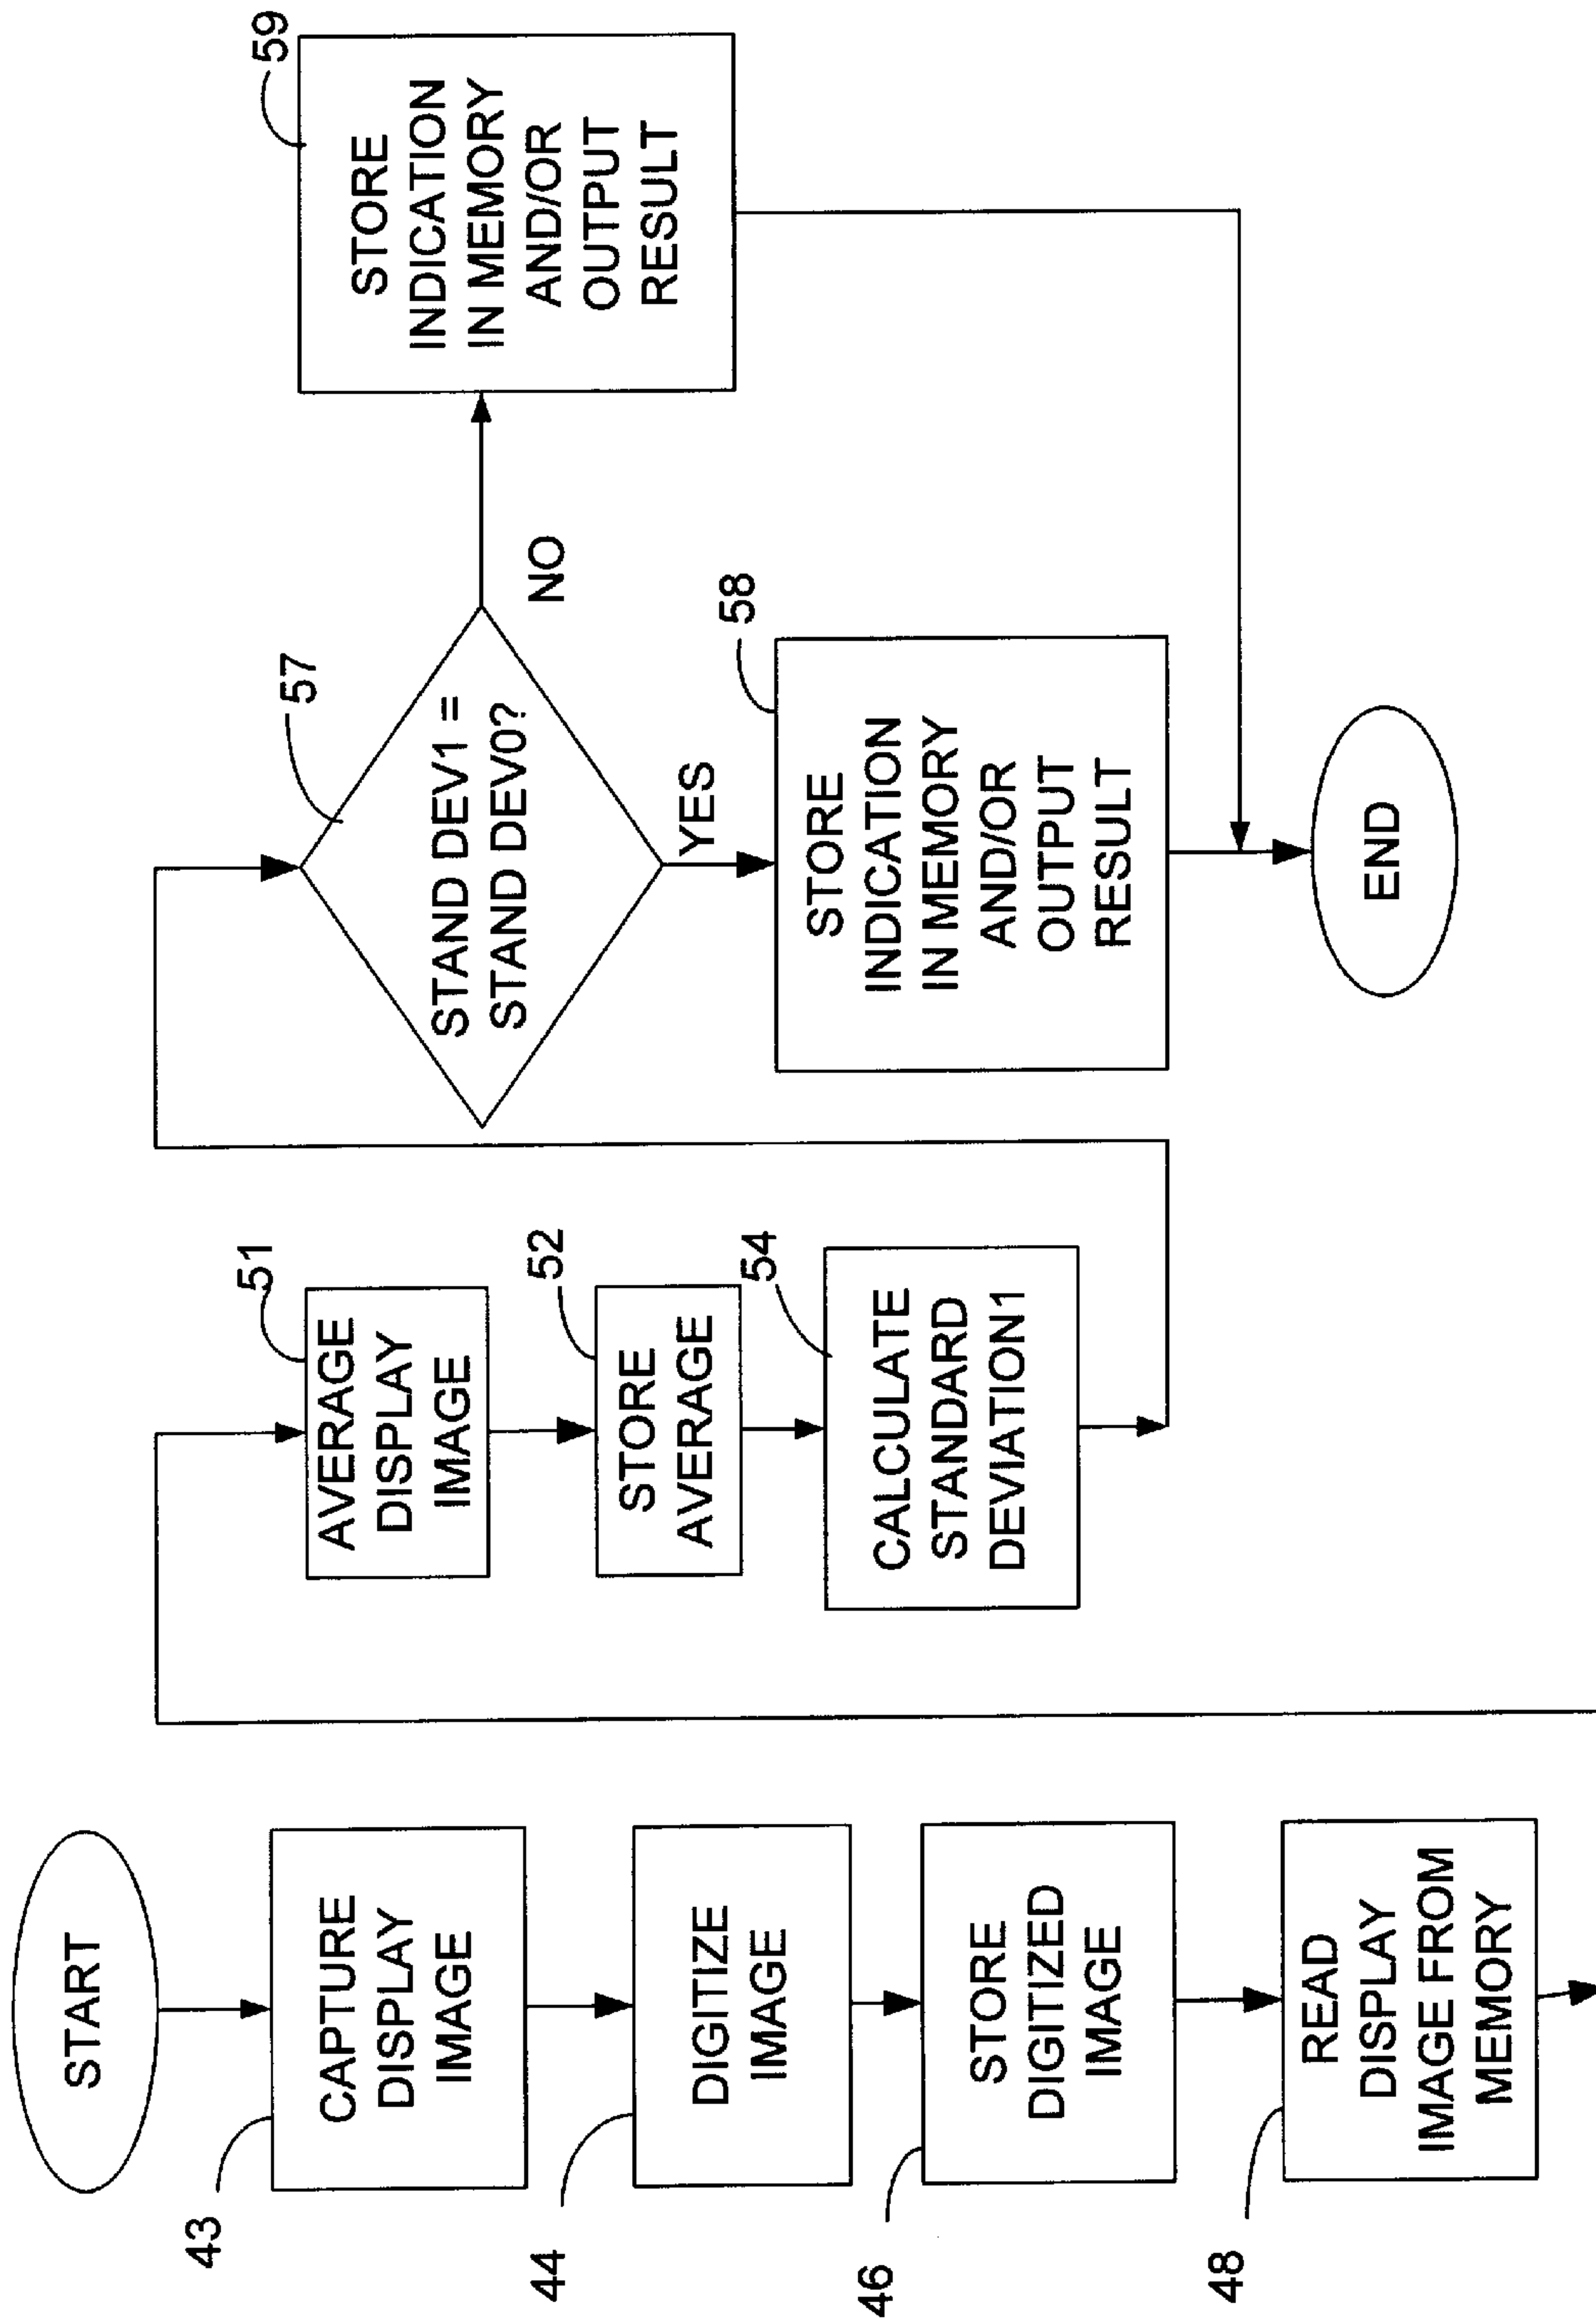 START
43
CAPTURE
DISPLAY
IMAGE
44
DIGITIZE
IMAGE
46
STORE
DIGITIZED
IMAGE
48
READ
DISPLAY
IMAGE FROM
MEMORY
51
AVERAGE
DISPLAY
IMAGE
52
STORE
AVERAGE
54
CALCULATE
STANDARD
DEVIATION1
57
STAND DEV1 =
STAND DEV0?
NO
YES
58
STORE
INDICATION
IN MEMORY
AND/OR
OUTPUT
RESULT
59
STORE
INDICATION
IN MEMORY
AND/OR
OUTPUT
RESULT
END